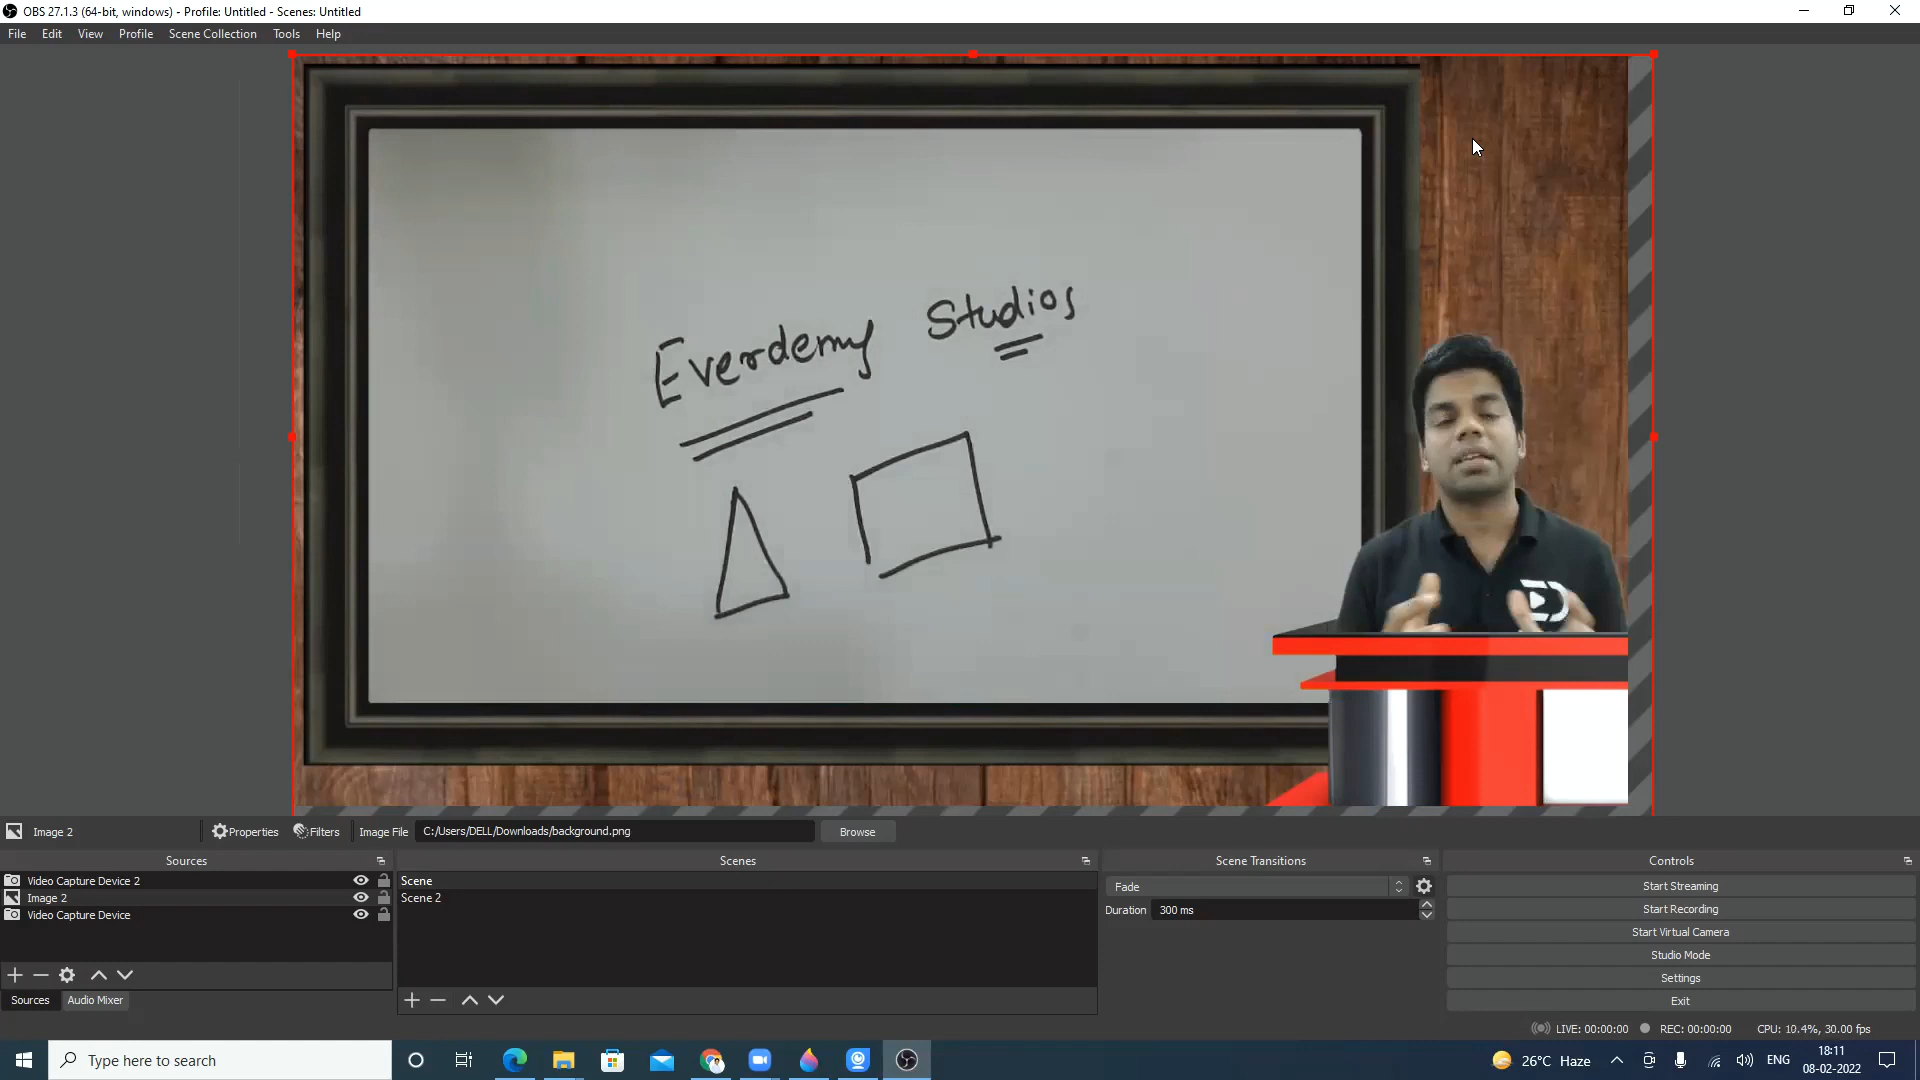 OBS 27.1.3 (64-bit, windows) - Profile: Untitled - Scenes: Untitled
File Edit View Profile Scene Collection Tools Help
Everdemy Studios
Image 2 Properties Filters Image File C:/Users/DELL/Downloads/background.png Browse
Sources Scenes Scene Transitions Controls
Video Capture Device 2
Image 2
Video Capture Device
Sources Audio Mixer
Scene
Scene 2
Fade
Duration 300 ms
Start Streaming
Start Recording
Start Virtual Camera
Studio Mode
Settings
Exit
LIVE: 00:00:00 REC: 00:00:00 CPU: 10.4%, 30.00 fps
Type here to search 26°C Haze ENG 18:11
08-02-2022